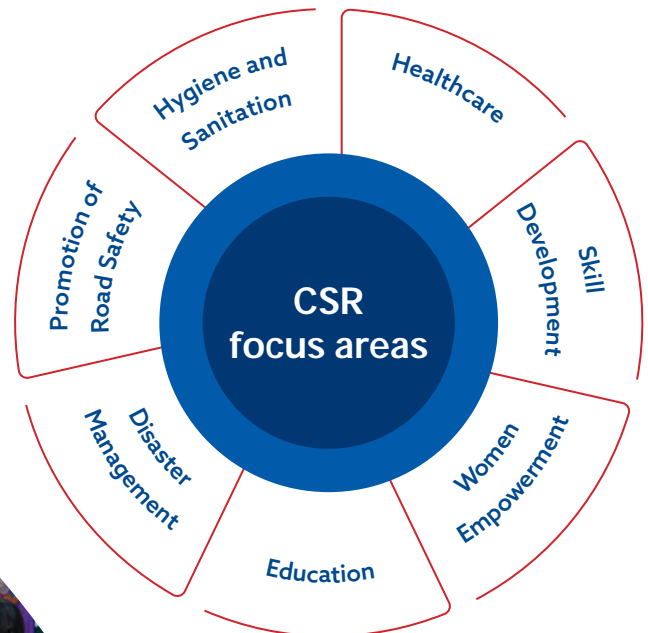 CSR
focus areas
Healthcare
Skill
Development
Women
Empowerment
Education
Disaster
Management
Promotion of
Road Safety
Hygiene and
Sanitation